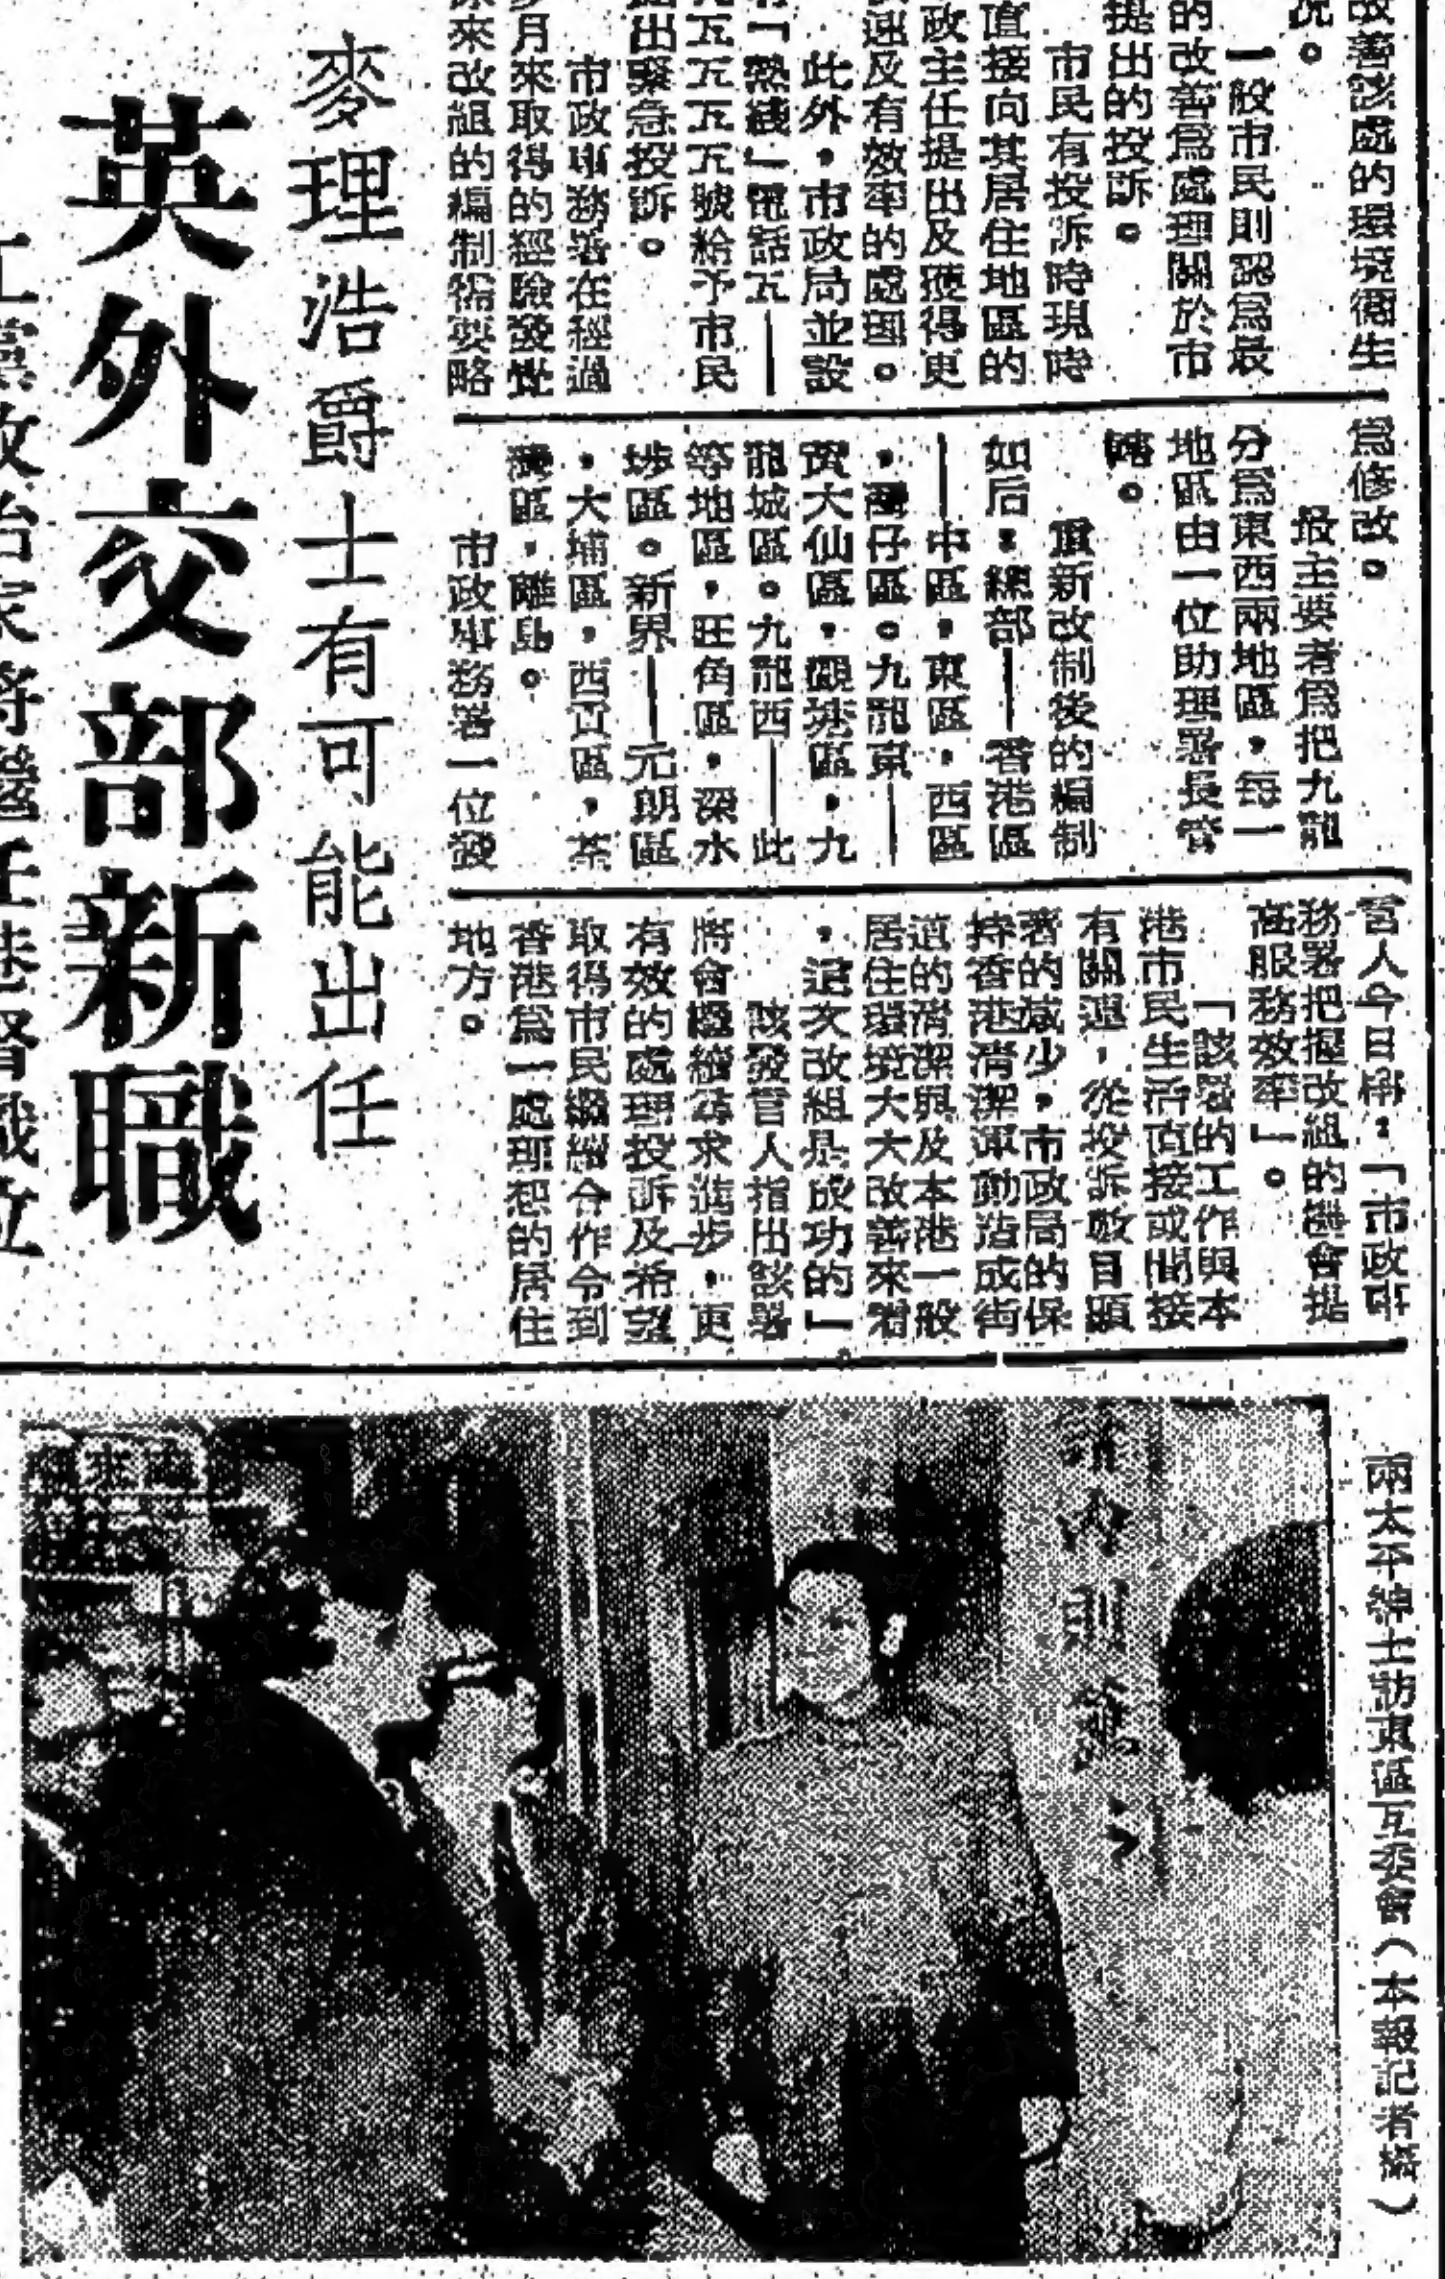 改善該處的環境衛生
況。
一般市民則認爲最
的改善爲處理關於市
提出的投訴。
市民有投訴時現時
直接向其居住地區的
政主任提出及獲得更
速及有效率的處理。
此外,市政局並設
「熱綫」電話五——
五五五五號給予市民
出緊急投訴。
市政事務署在經過
月來取得的經驗發覺
來改組的編制需要略
爲修改。
最主要者爲把九龍
分爲東西兩地區,每一
地區由一位助理署長管
轄。
重新改制後的編制
如后:總部——香港區
——中區,東區,西區
,灣仔區。九龍東——
黃大仙區,觀塘區,九
龍城區。九龍西——此
等地區,旺角區,深水
埗區。新界——元朗區
,大埔區,西貢區,荃
灣區,離島。
市政事務署一位發
言人今日稱:「市政事
務署把握改組的機會提
高服務效率」。
「該署的工作與本
港市民生活直接或間接
有關連,從投訴數目顯
著的減少,市政局的保
持香港清潔運動造成街
道的清潔與及本港一般
居住環境大大改善來看
,這次改組是成功的」。
該發言人指出該署
將會繼續尋求進步,更
有效的處理投訴及希望
取得市民繼續合作令到
香港爲一處理想的居住
地方。
麥理浩爵士有可能出任
英外交部新職
工黨政治家將繼任港督職位
兩太平紳士訪東區互委會(本報記者攝)